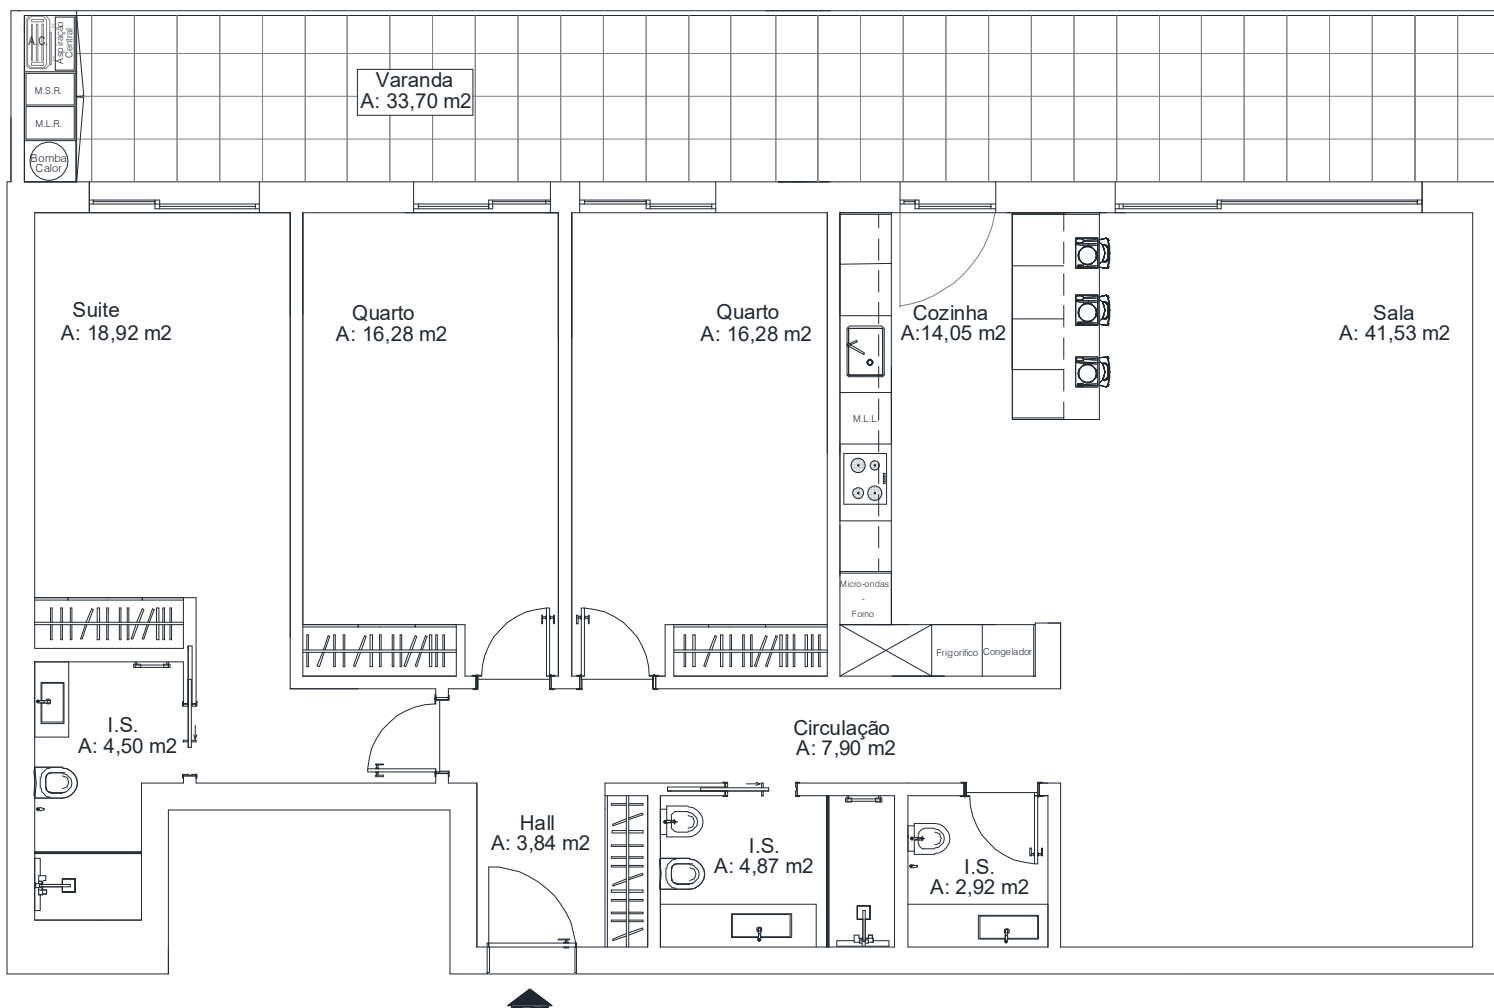 A.C.
Aspiração
Central
M.S.R.
M.L.R.
Bomba
Calor
Varanda
A: 33,70 m2
Suite
A: 18,92 m2
Quarto
A: 16,28 m2
Quarto
A: 16,28 m2
Cozinha
A:14,05 m2
Sala
A: 41,53 m2
M.L.L.
Micro-ondas
-
Forno
Frigorifico
Congelador
I.S.
A: 4,50 m2
Circulação
A: 7,90 m2
Hall
A: 3,84 m2
I.S.
A: 4,87 m2
I.S.
A: 2,92 m2